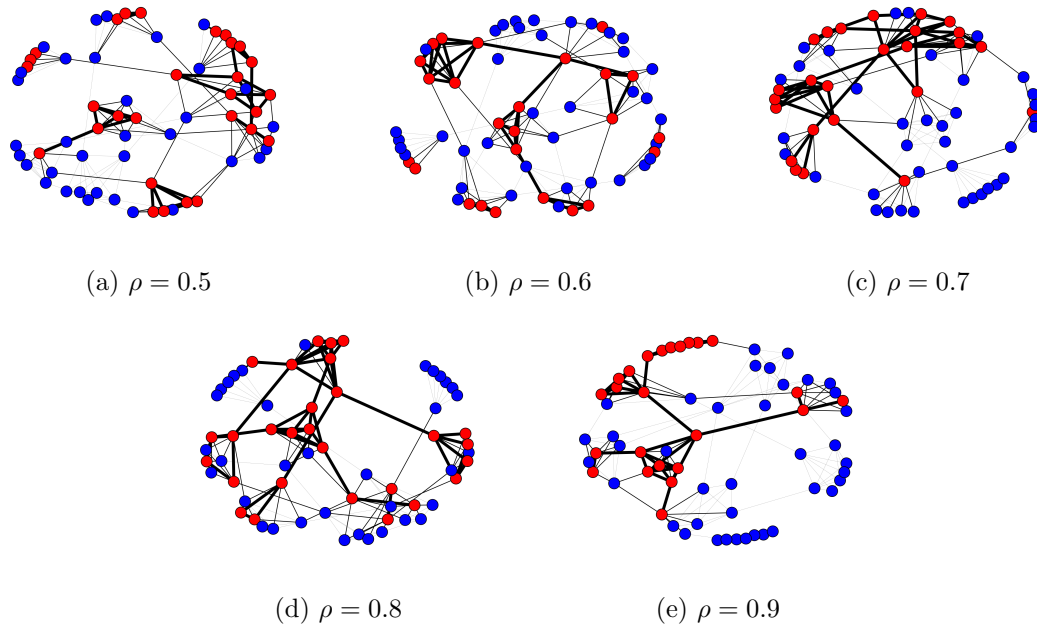 (a) ρ = 0.5
(b) ρ = 0.6
(c) ρ = 0.7
(d) ρ = 0.8
(e) ρ = 0.9